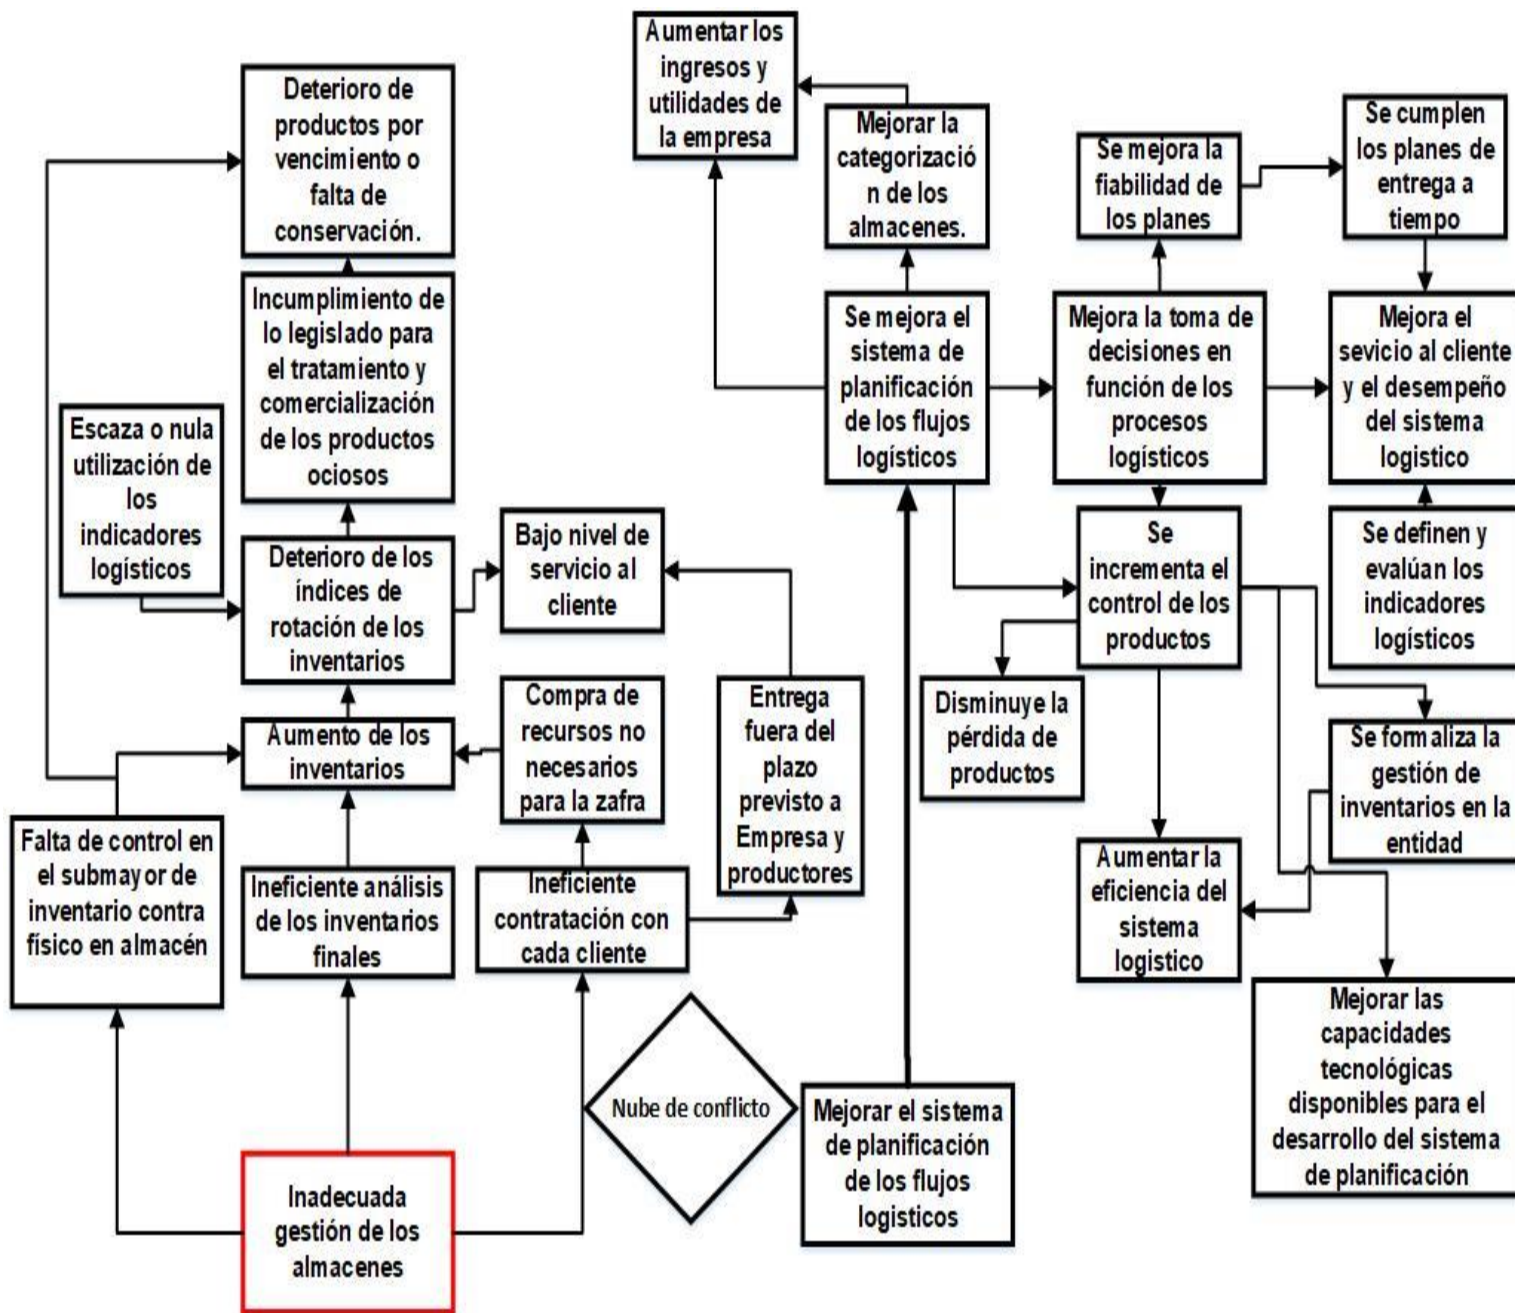 Deterioro de
productos por
vencimiento o
falta de
conservación.
Incumplimiento de
lo legislado para
el tratamiento y
comercialización
de los productos
ociosos
Escaza o nula
utilización de
los
indicadores
logísticos
Deterioro de los
índices de
rotación de los
inventarios
Bajo nivel de
servicio al
cliente
Aumento de los
inventarios
Compra de
recursos no
necesarios
para la zafra
Entrega
fuera del
plazo
previsto a
Empresa y
productores
Falta de control en
el submayor de
inventario contra
físico en almacén
Ineficiente análisis
de los inventarios
finales
Ineficiente
contratación con
cada cliente
Inadecuada
gestión de los
almacenes
Nube de conflicto
Aumentar los
ingresos y
utilidades de
la empresa
Mejorar la
categorizació
n de los
almacenes.
Se mejora la
fiabilidad de
los planes
Se cumplen
los planes de
entrega a
tiempo
Se mejora el
sistema de
planificación
de los flujos
logísticos
Mejora la toma de
decisiones en
función de los
procesos
logísticos
Mejora el
sevicio al cliente
y el desempeño
del sistema
logistico
Se
incrementa el
control de los
productos
Se definen y
evalúan los
indicadores
logísticos
Disminuye la
pérdida de
productos
Se formaliza la
gestión de
inventarios en la
entidad
Aumentar la
eficiencia del
sistema
logistico
Mejorar las
capacidades
tecnológicas
disponibles para el
desarrollo del sistema
de planificación
Mejorar el sistema
de planificación
de los flujos
logisticos